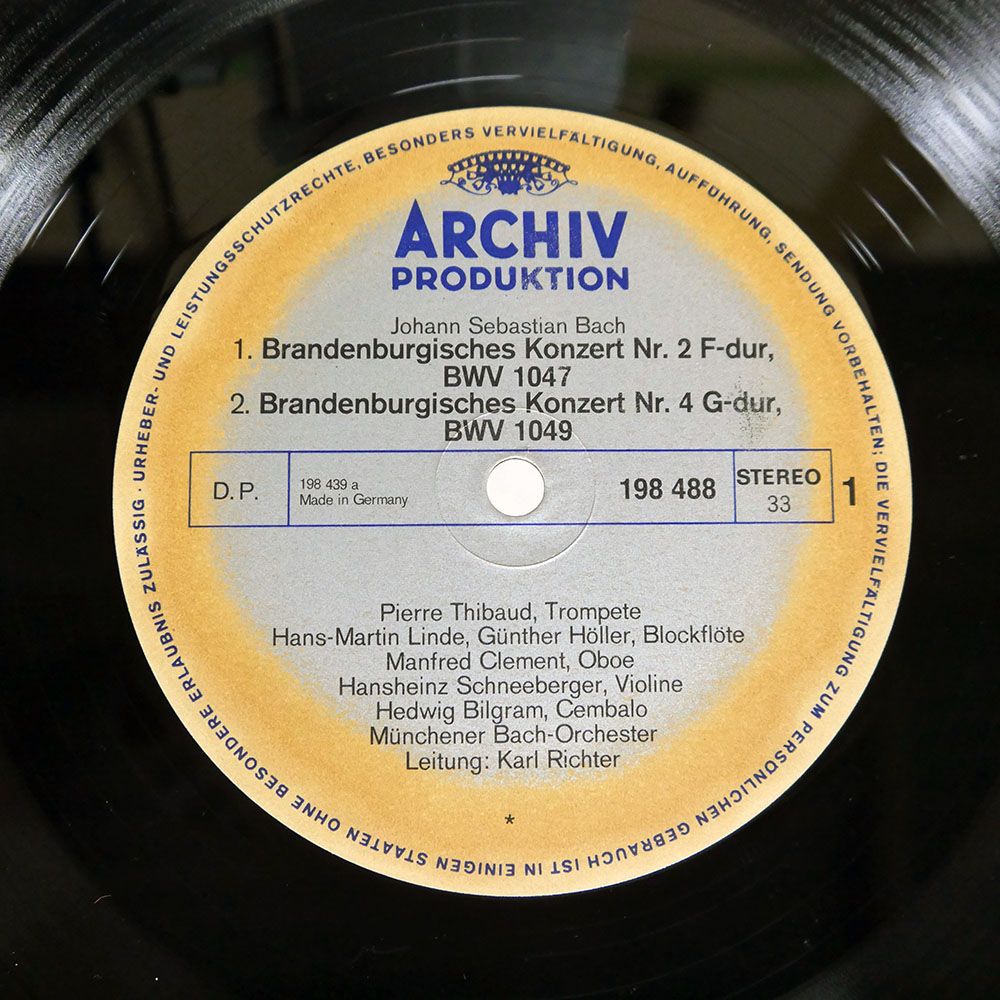 ARCHIV
PRODUKTION
Johann Sebastian Bach
1. Brandenburgisches Konzert Nr. 2 F-dur,
BWV 1047
2. Brandenburgisches Konzert Nr. 4 G-dur,
BWV 1049
D. P.
198 439 a
Made in Germany
198 488
STEREO
33
1
Pierre Thibaud, Trompete
Hans-Martin Linde, Günther Höller, Blockflöte
Manfred Clement, Oboe
Hansheinz Schneeberger, Violine
Hedwig Bilgram, Cembalo
Münchener Bach-Orchester
Leitung: Karl Richter
*
URHEBER- UND LEISTUNGSSCHUTZRECHTE, BESONDERS VERVIELFÄLTIGUNG, AUFFÜHRUNG, SENDUNG VORBEHALTEN; DIE VERVIELFÄLTIGUNG ZUM PERSÖNLICHEN GEBRAUCH IST IN EINIGEN STAATEN OHNE BESONDERE ERLAUBNIS ZULÄSSIG ·